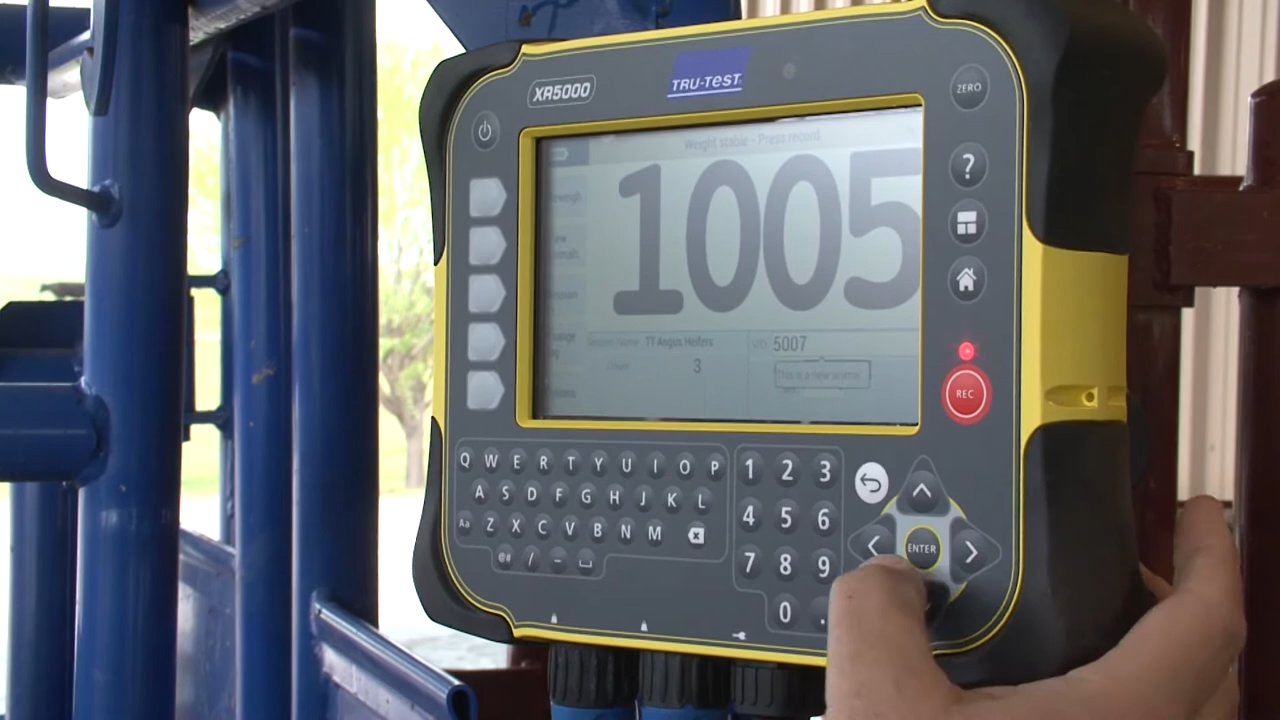 XR5000
TRU-TEST
ZERO
?
Weight stable - Press record
1005
TT Angus Heifers
3
5007
This is a new animal
REC
Q W E R T Y U I O P
A S D F G H J K L
Aa Z X C V B N M
/ -
1 2 3
4 5 6
7 8 9
0 .
ENTER